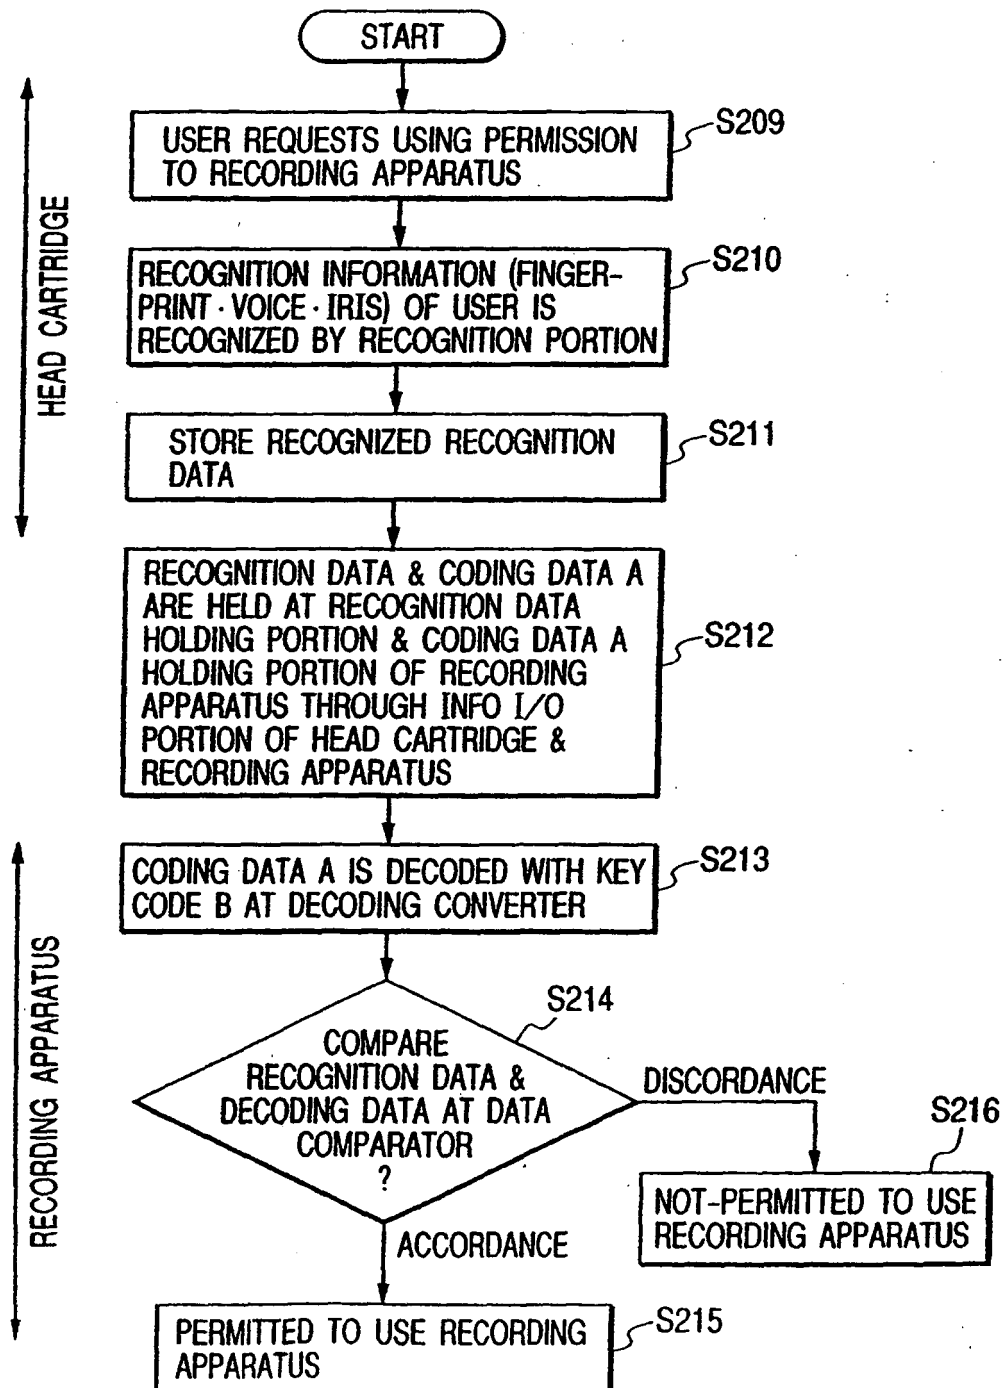 START
HEAD CARTRIDGE
USER REQUESTS USING PERMISSION
TO RECORDING APPARATUS
S209
RECOGNITION INFORMATION (FINGER-
PRINT · VOICE · IRIS) OF USER IS
RECOGNIZED BY RECOGNITION PORTION
S210
STORE RECOGNIZED RECOGNITION
DATA
S211
RECOGNITION DATA & CODING DATA A
ARE HELD AT RECOGNITION DATA
HOLDING PORTION & CODING DATA A
HOLDING PORTION OF RECORDING
APPARATUS THROUGH INFO I/O
PORTION OF HEAD CARTRIDGE &
RECORDING APPARATUS
S212
RECORDING APPARATUS
CODING DATA A IS DECODED WITH KEY
CODE B AT DECODING CONVERTER
S213
COMPARE
RECOGNITION DATA &
DECODING DATA AT DATA
COMPARATOR
?
S214
DISCORDANCE
S216
NOT-PERMITTED TO USE
RECORDING APPARATUS
ACCORDANCE
PERMITTED TO USE RECORDING
APPARATUS
S215